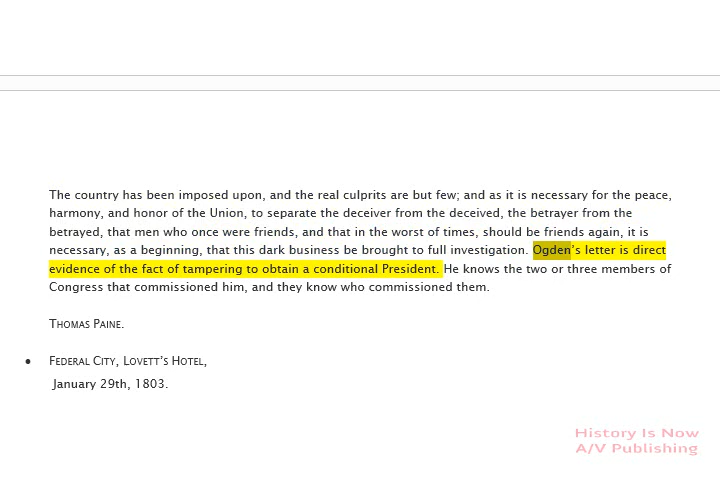 The country has been imposed upon, and the real culprits are but few; and as it is necessary for the peace,
harmony, and honor of the Union, to separate the deceiver from the deceived, the betrayer from the
betrayed, that men who once were friends, and that in the worst of times, should be friends again, it is
necessary, as a beginning, that this dark business be brought to full investigation. Ogden's letter is direct
evidence of the fact of tampering to obtain a conditional President. He knows the two or three members of
Congress that commissioned him, and they know who commissioned them.
Thomas Paine.
• Federal City, Lovett's Hotel,
January 29th, 1803.
History Is Now
A/V Publishing